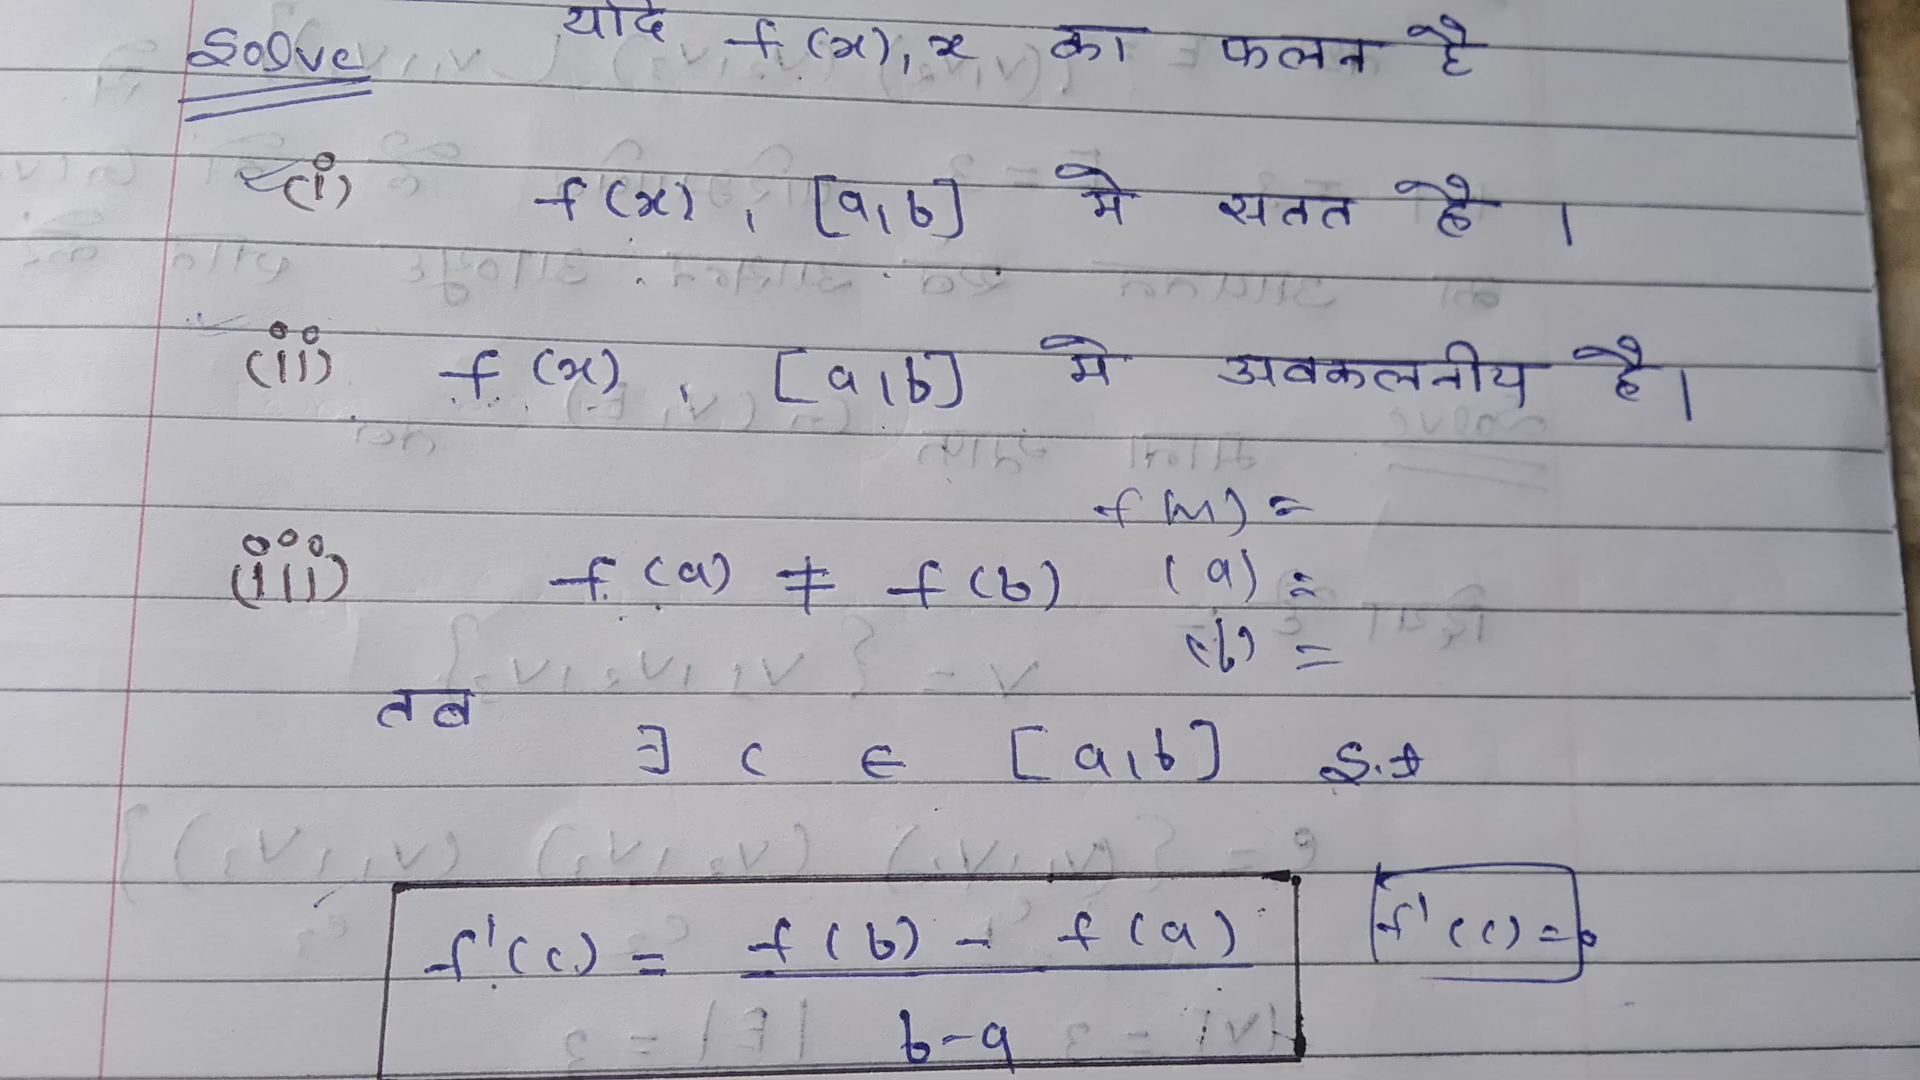 Solve यदि f(x), x का फलन है
(i) f(x), [a,b] मे सतत है।
(ii) f(x), [a,b] मे अवकलनीय है।
f(x) =
(iii) f(a) ≠ f(b) (a) =
(b) =
तब
∃ c ∈ [a,b] s.t
f'(c) = f(b) - f(a) f'(c) = 0
b-a